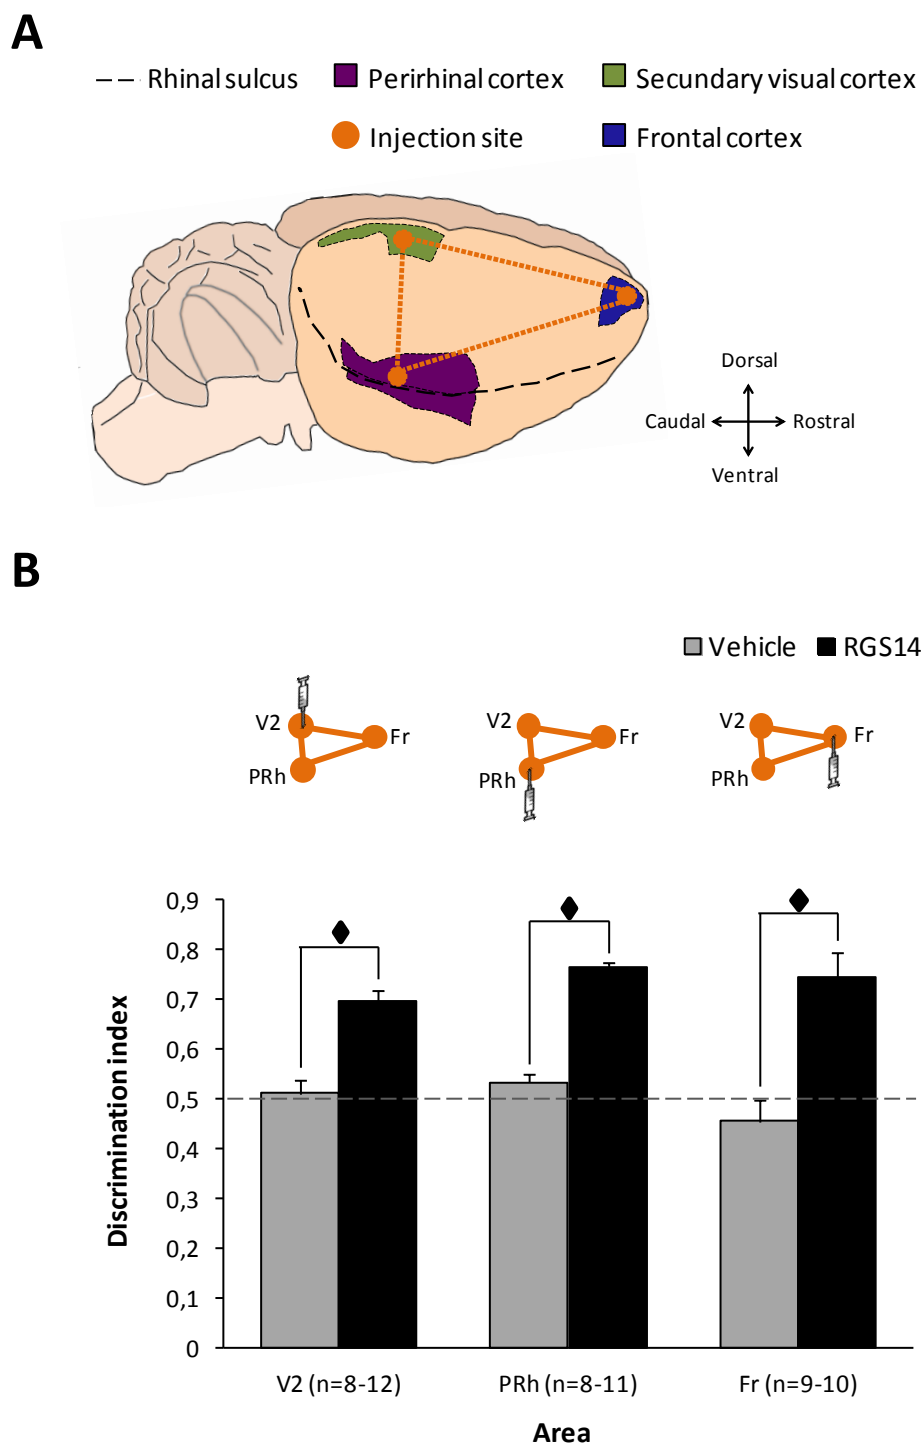 A
Rhinal sulcus Perirhinal cortex Secundary visual cortex
Injection site Frontal cortex
Dorsal
Caudal Rostral
Ventral
B
Vehicle RGS14
V2 Fr PRh
V2 Fr PRh
V2 Fr PRh
0,9
0,8
0,7
0,6
0,5
0,4
0,3
0,2
0,1
0
Discrimination index
V2 (n=8-12) PRh (n=8-11) Fr (n=9-10)
Area